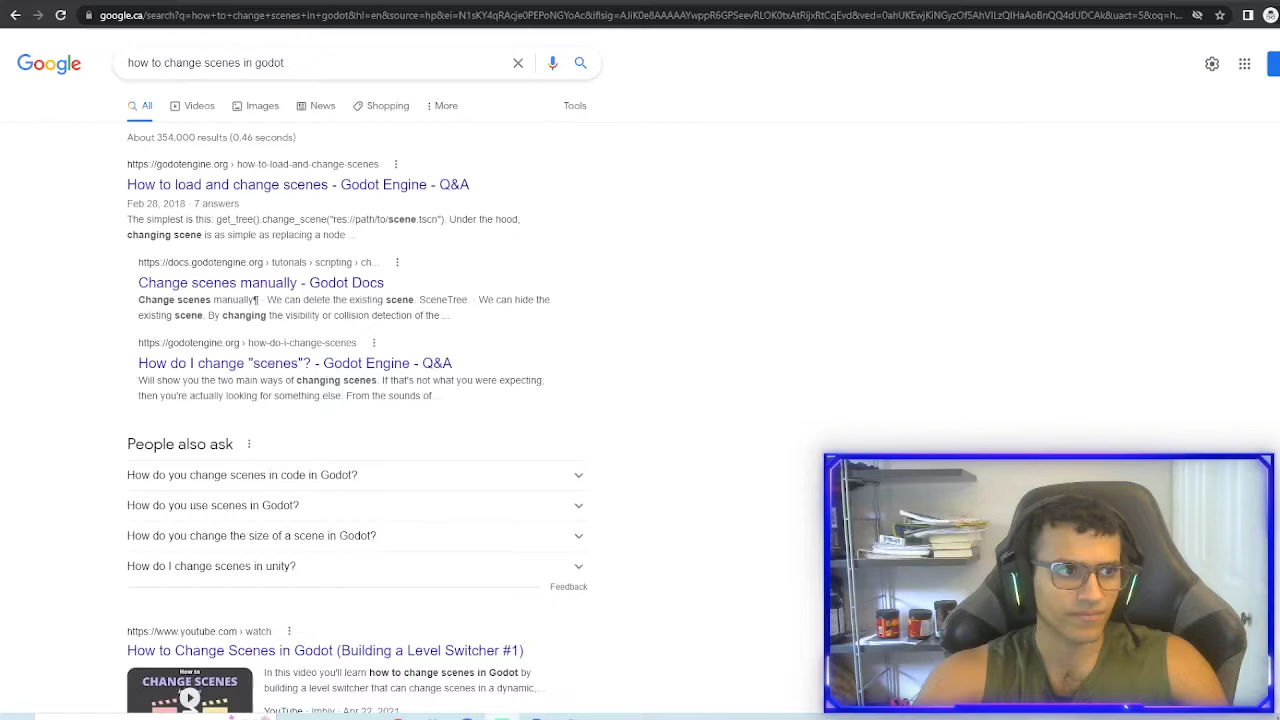 google.ca/search?q=how+to+change+scenes+in+godot&hl=en&source=hp&ei=
Google
how to change scenes in godot
All Videos Images News Shopping More Tools
About 354,000 results (0.46 seconds)
https://godotengine.org › how-to-load-and-change-scenes
How to load and change scenes - Godot Engine - Q&A
Feb 28, 2018 · 7 answers
The simplest is this: get_tree().change_scene("res://path/to/scene.tscn"). Under the hood,
changing scene is as simple as replacing a node ...
https://docs.godotengine.org › tutorials › scripting › ch...
Change scenes manually - Godot Docs
Change scenes manually¶ · We can delete the existing scene. SceneTree. · We can hide the
existing scene. By changing the visibility or collision detection of the ...
https://godotengine.org › how-do-i-change-scenes
How do I change "scenes"? - Godot Engine - Q&A
Will show you the two main ways of changing scenes. If that's not what you were expecting,
then you're actually looking for something else. From the sounds of ...
People also ask
How do you change scenes in code in Godot?
How do you use scenes in Godot?
How do you change the size of a scene in Godot?
How do I change scenes in unity?
Feedback
https://www.youtube.com › watch
How to Change Scenes in Godot (Building a Level Switcher #1)
How to
CHANGE SCENES
In this video you'll learn how to change scenes in Godot by
building a level switcher that can change scenes in a dynamic,...
YouTube · jmbiv · Apr 22, 2021